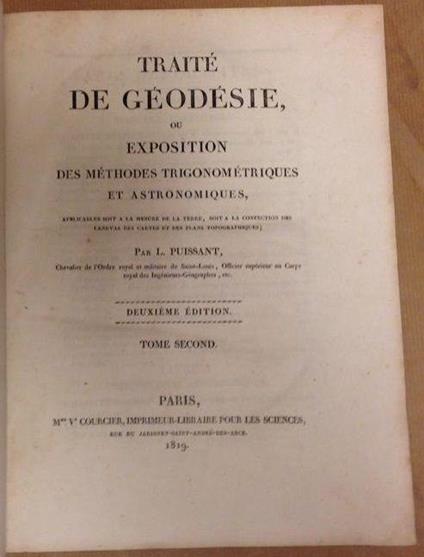 TRAITÉ
DE GÉODÉSIE,
OU
EXPOSITION
DES MÉTHODES TRIGONOMÉTRIQUES
ET ASTRONOMIQUES,
APPLICABLES SOIT A LA MESURE DE LA TERRE, SOIT A LA CONFECTION DES
CANEVAS DES CARTES ET DES PLANS TOPOGRAPHIQUES;
PAR L. PUISSANT,
Chevalier de l'Ordre royal et militaire de Saint-Louis, Officier supérieur au Corps
royal des Ingénieurs-Géographes, etc.
DEUXIÈME ÉDITION.
TOME SECOND.
PARIS,
Mme Ve COURCIER, IMPRIMEUR-LIBRAIRE POUR LES SCIENCES,
RUE DU JARDINET-SAINT-ANDRÉ-DES-ARCS.
1819.